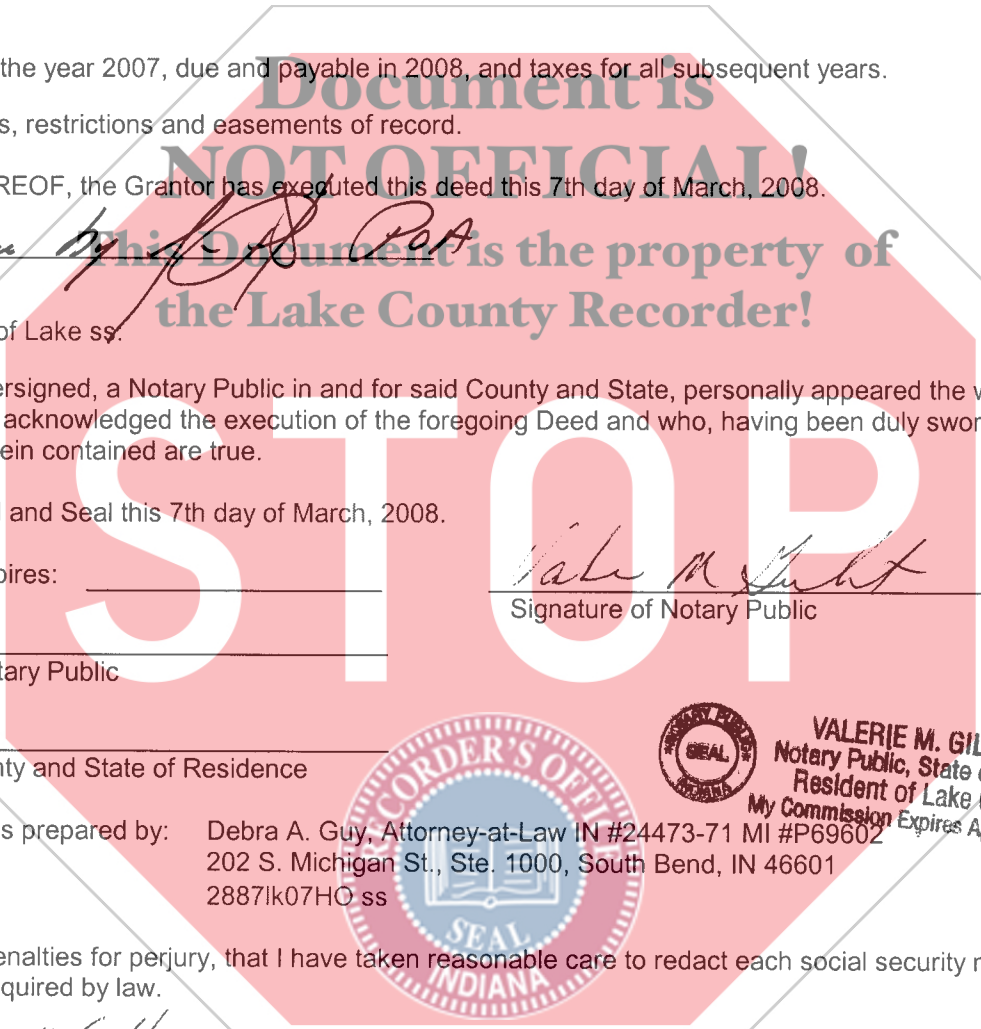 the year 2007, due and payable in 2008, and taxes for all subsequent years.
Document is
s, restrictions and easements of record.
NOT OFFICIAL!
REOF, the Grantor has executed this deed this 7th day of March, 2008.
by POA
This Document is the property of
the Lake County Recorder!
of Lake ss:
ersigned, a Notary Public in and for said County and State, personally appeared the w
acknowledged the execution of the foregoing Deed and who, having been duly swor
ein contained are true.
STOP
and Seal this 7th day of March, 2008.
pires:
Signature of Notary Public
tary Public
nty and State of Residence
NOTARY PUBLIC
SEAL
INDIANA
VALERIE M. GIL
Notary Public, State
Resident of Lake
My Commission Expires A
s prepared by: Debra A. Guy, Attorney-at-Law IN #24473-71 MI #P69602
202 S. Michigan St., Ste. 1000, South Bend, IN 46601
2887lk07HO ss
RECORDER'S OFFICE
SEAL
INDIANA
enalties for perjury, that I have taken reasonable care to redact each social security n
quired by law.